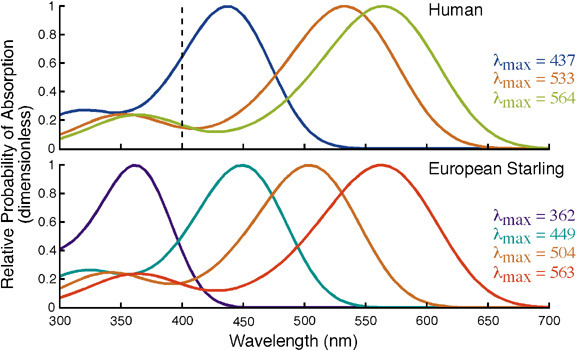 Human
λmax = 437
λmax = 533
λmax = 564
1
0.8
0.6
0.4
0.2
0
Relative Probability of Absorption
(dimensionless)
European Starling
λmax = 362
λmax = 449
λmax = 504
λmax = 563
1
0.8
0.6
0.4
0.2
0
300 350 400 450 500 550 600 650 700
Wavelength (nm)